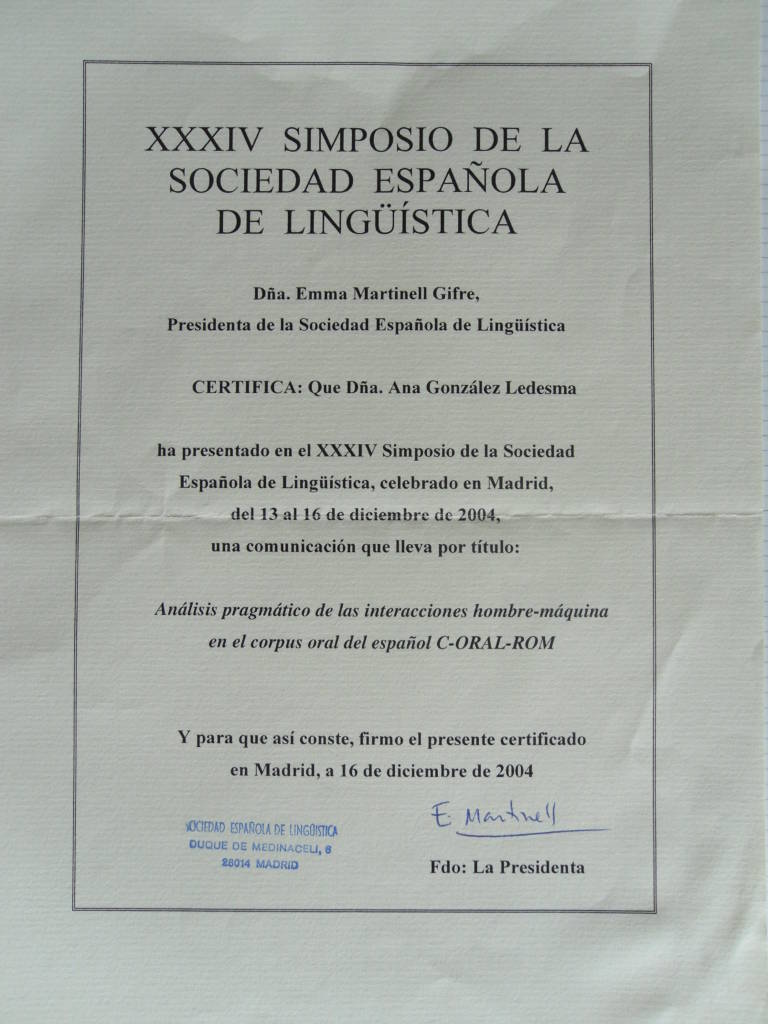 XXXIV SIMPOSIO DE LA
SOCIEDAD ESPAÑOLA
DE LINGÜÍSTICA
Dña. Emma Martinell Gifre,
Presidenta de la Sociedad Española de Lingüística
CERTIFICA: Que Dña. Ana González Ledesma
ha presentado en el XXXIV Simposio de la Sociedad
Española de Lingüística, celebrado en Madrid,
del 13 al 16 de diciembre de 2004,
una comunicación que lleva por título:
Análisis pragmático de las interacciones hombre-máquina
en el corpus oral del español C-ORAL-ROM
Y para que así conste, firmo el presente certificado
en Madrid, a 16 de diciembre de 2004
E. Martinell
SOCIEDAD ESPAÑOLA DE LINGÜISTICA
DUQUE DE MEDINACELI, 6
28014 MADRID
Fdo: La Presidenta